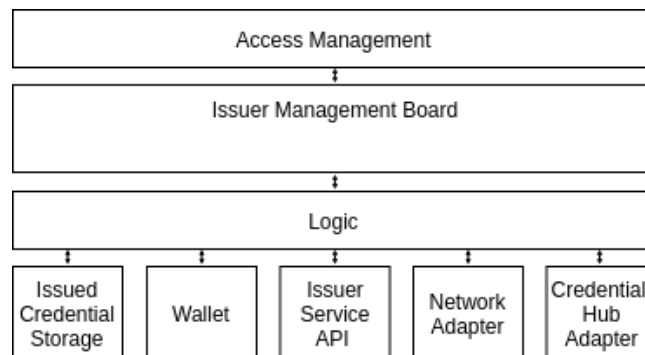 Access Management
Issuer Management Board
Logic
Issued
Credential
Storage
Wallet
Issuer
Service
API
Network
Adapter
Credential
Hub
Adapter